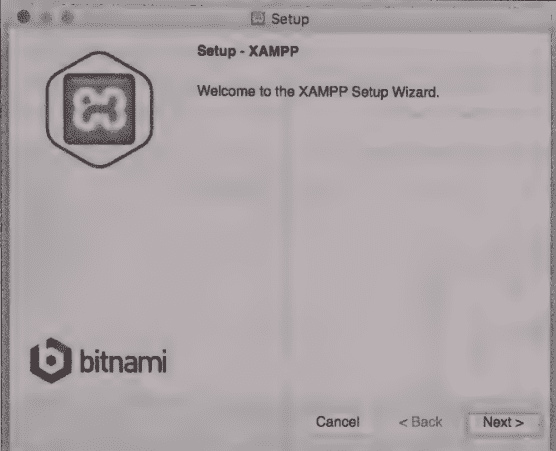 Setup
Setup - XAMPP
Welcome to the XAMPP Setup Wizard.
bitnami
Cancel
< Back
Next >